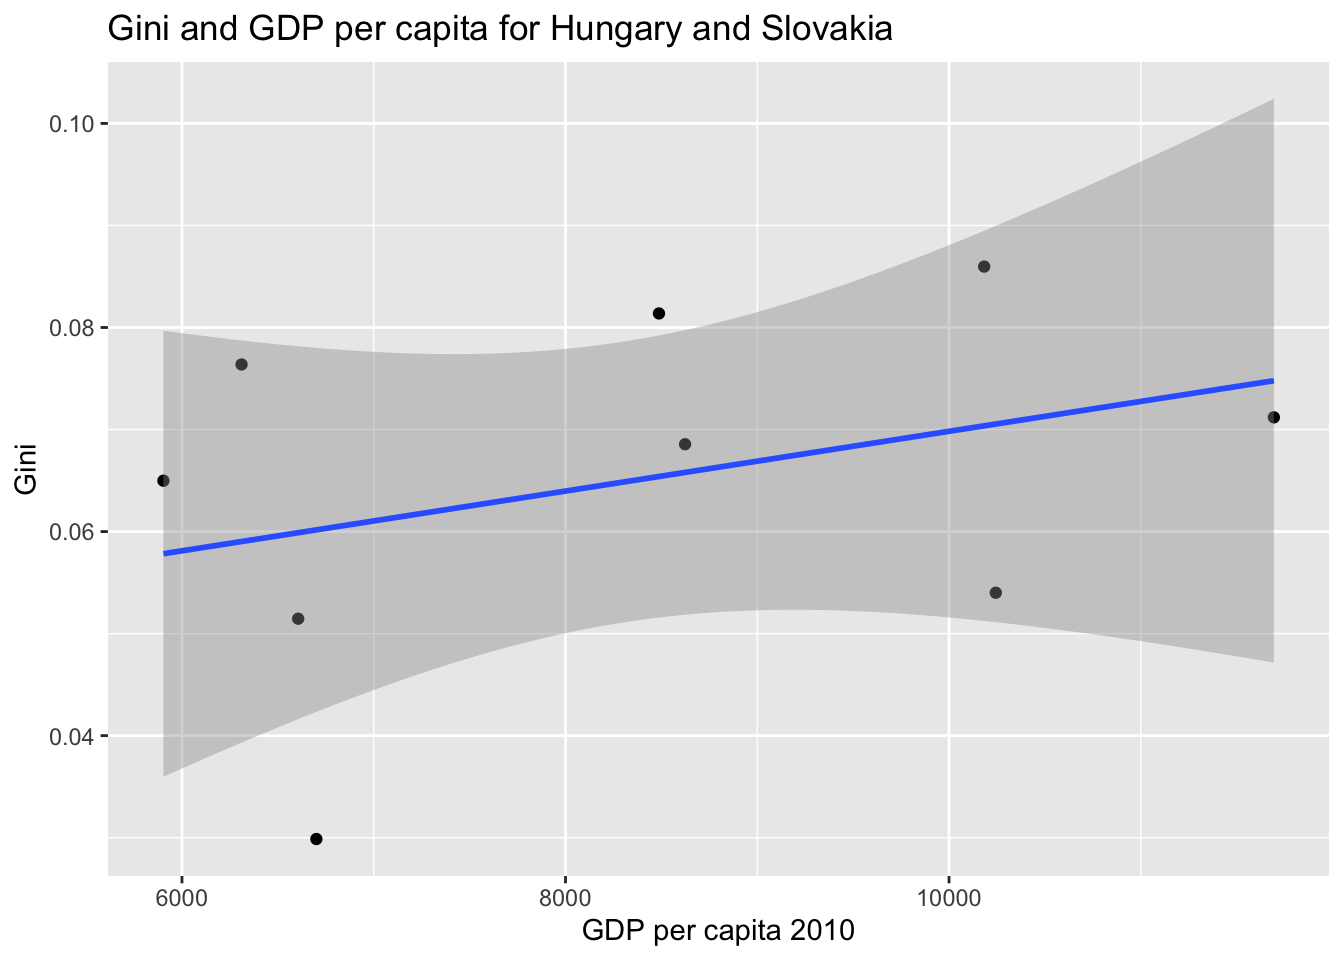 Gini and GDP per capita for Hungary and Slovakia
0.10
0.08
0.06
0.04
Gini
6000 8000 10000
GDP per capita 2010